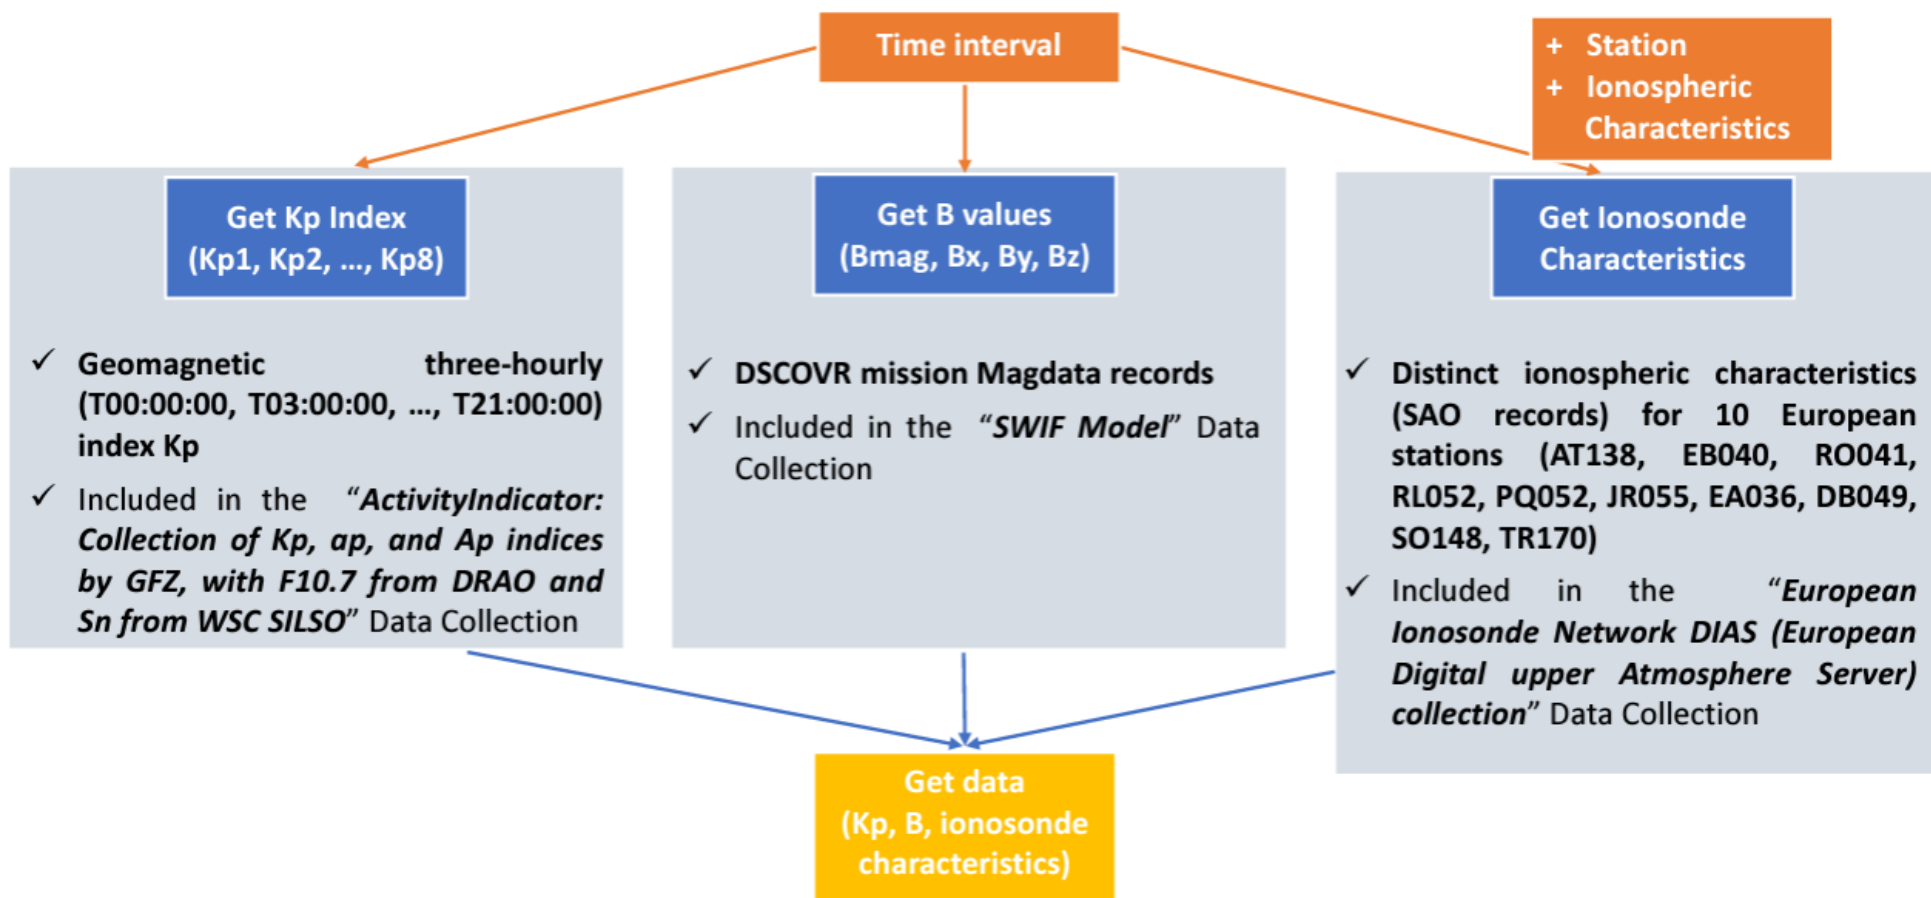 Time interval
+ Station
+ Ionospheric
Characteristics
Get Kp Index
(Kp1, Kp2, ..., Kp8)
✓ Geomagnetic three-hourly
(T00:00:00, T03:00:00, ..., T21:00:00)
index Kp
✓ Included in the “ActivityIndicator:
Collection of Kp, ap, and Ap indices
by GFZ, with F10.7 from DRAO and
Sn from WSC SILSO” Data Collection
Get B values
(Bmag, Bx, By, Bz)
✓ DSCOVR mission Magdata records
✓ Included in the “SWIF Model” Data
Collection
Get Ionosonde
Characteristics
✓ Distinct ionospheric characteristics
(SAO records) for 10 European
stations (AT138, EB040, RO041,
RL052, PQ052, JR055, EA036, DB049,
SO148, TR170)
✓ Included in the “European
Ionosonde Network DIAS (European
Digital upper Atmosphere Server)
collection” Data Collection
Get data
(Kp, B, ionosonde
characteristics)